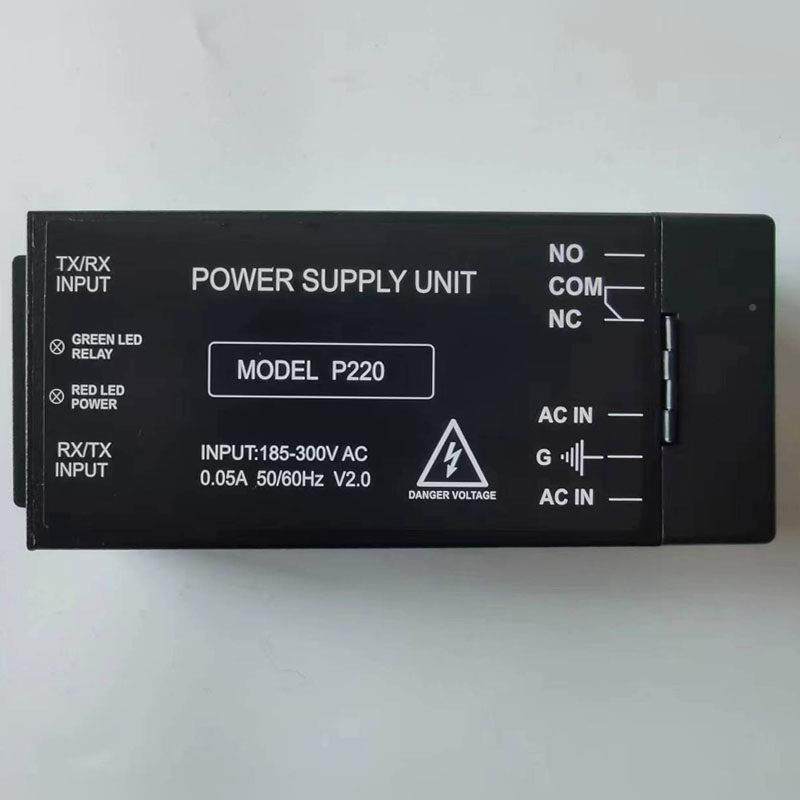 TX/RX
INPUT
GREEN LED
RELAY
RED LED
POWER
RX/TX
INPUT
POWER SUPPLY UNIT
MODEL P220
INPUT:185-300V AC
0.05A 50/60Hz V2.0
DANGER VOLTAGE
NO
COM
NC
AC IN
G
AC IN